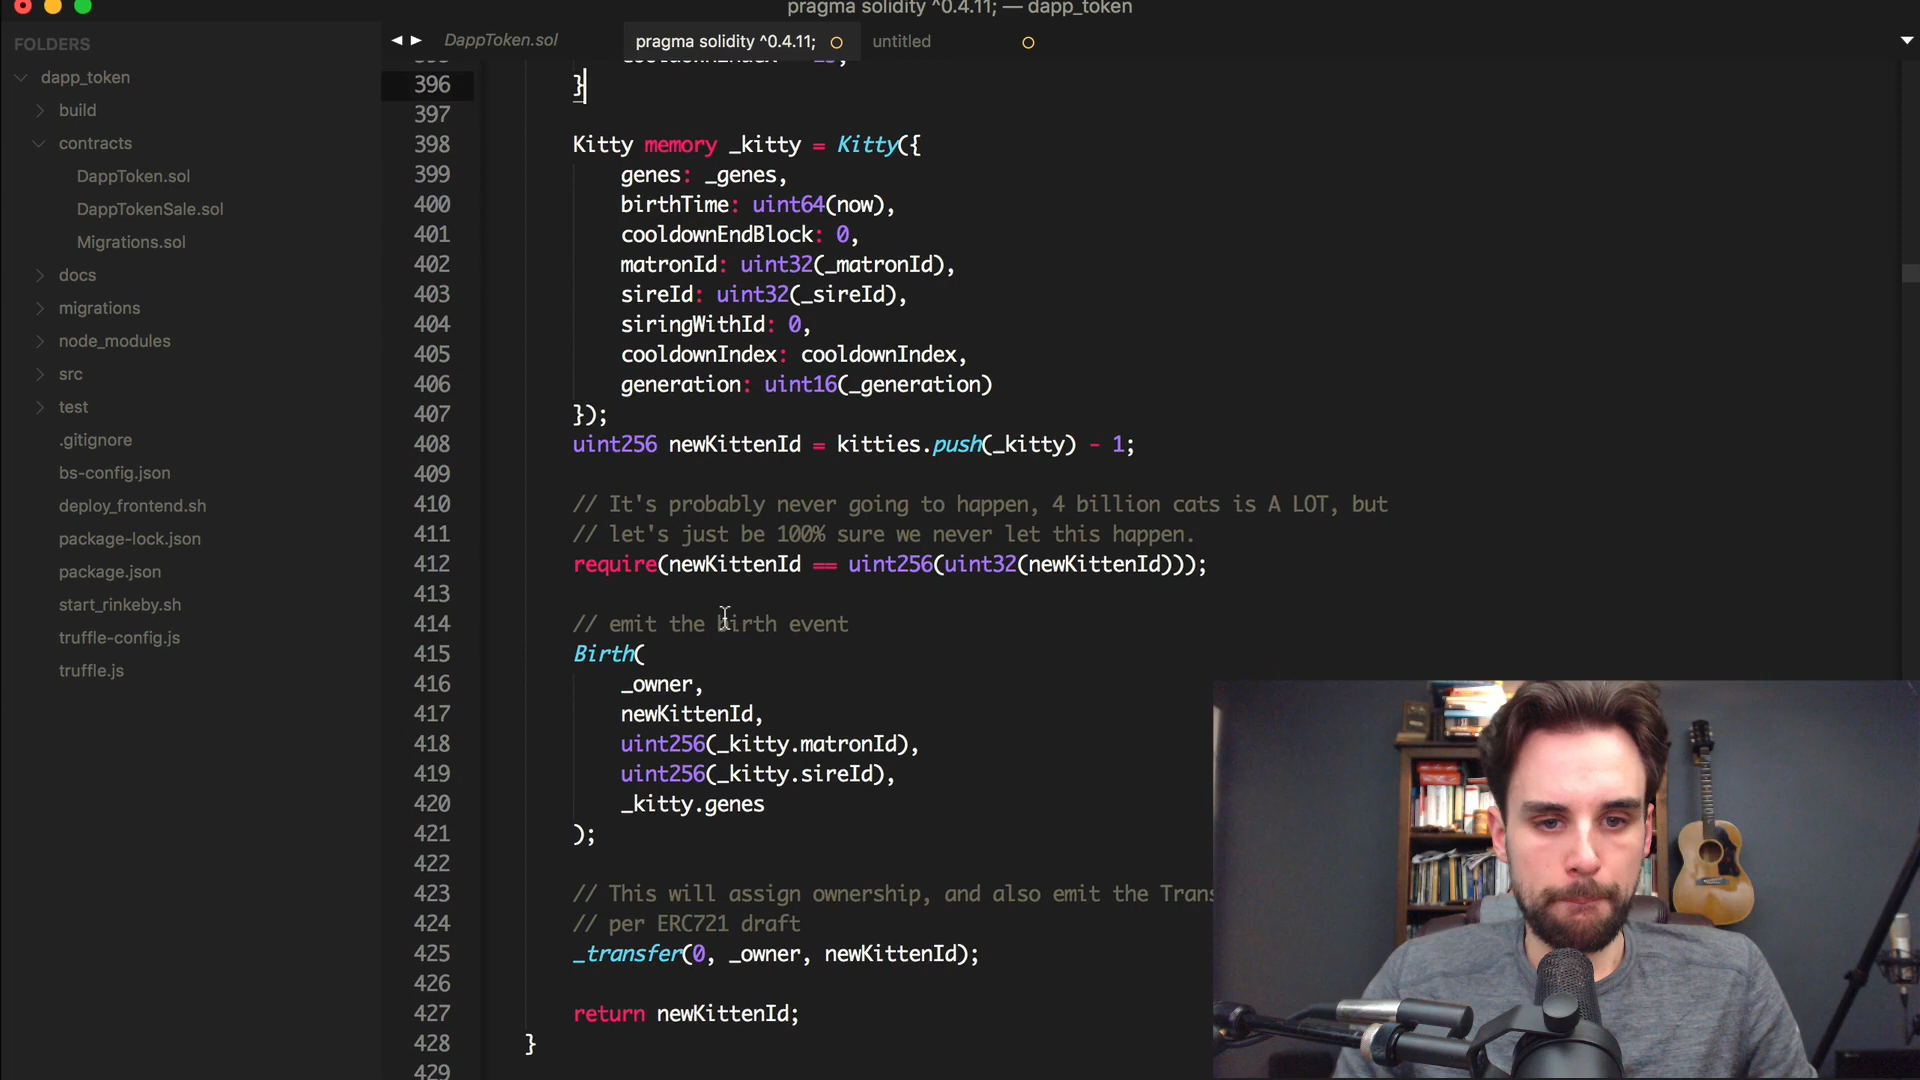 pragma solidity ^0.4.11; — dapp_token
FOLDERS
dapp_token
build
contracts
DappToken.sol
DappTokenSale.sol
Migrations.sol
docs
migrations
node_modules
src
test
.gitignore
bs-config.json
deploy_frontend.sh
package-lock.json
package.json
start_rinkeby.sh
truffle-config.js
truffle.js
DappToken.sol
pragma solidity ^0.4.11;
untitled
396 }
397
398 Kitty memory _kitty = Kitty({
399 genes: _genes,
400 birthTime: uint64(now),
401 cooldownEndBlock: 0,
402 matronId: uint32(_matronId),
403 sireId: uint32(_sireId),
404 siringWithId: 0,
405 cooldownIndex: cooldownIndex,
406 generation: uint16(_generation)
407 });
408 uint256 newKittenId = kitties.push(_kitty) - 1;
409
410 // It's probably never going to happen, 4 billion cats is A LOT, but
411 // let's just be 100% sure we never let this happen.
412 require(newKittenId == uint256(uint32(newKittenId)));
413
414 // emit the birth event
415 Birth(
416 _owner,
417 newKittenId,
418 uint256(_kitty.matronId),
419 uint256(_kitty.sireId),
420 _kitty.genes
421 );
422
423 // This will assign ownership, and also emit the Trans
424 // per ERC721 draft
425 _transfer(0, _owner, newKittenId);
426
427 return newKittenId;
428 }
429